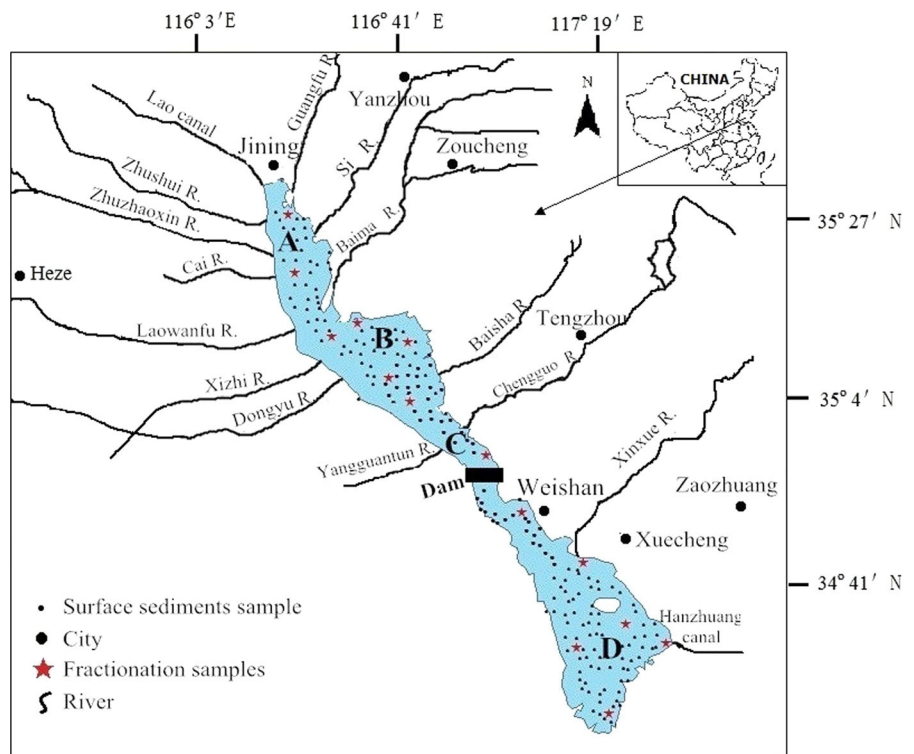 116°3′E
116°41′ E
117°19′ E
N
CHINA
Lao canal
Guangfu R.
Yanzhou
Jining
Si R.
Zoucheng
Zhushui R.
Zhuzhaoxin R.
Baima R.
35°27′ N
A
Cai R.
Heze
Laowanfu R.
B
Baisha R.
Tengzhou
Xizhi R.
Chengguo R.
Dongyu R.
35°4′ N
C
Yangguantun R.
Xinxue R.
Dam
Weishan
Zaozhuang
Xuecheng
34°41′ N
Surface sediments sample
City
Fractionation samples
River
Hanzhuang
canal
D